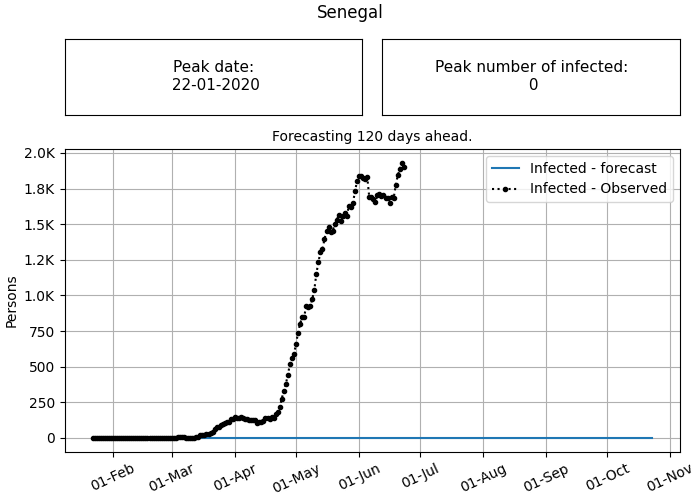 Senegal
Peak date:
22-01-2020
Peak number of infected:
0
Forecasting 120 days ahead.
2.0K
1.8K
1.5K
1.2K
1.0K
750
500
250
0
Persons
Infected - forecast
Infected - Observed
01-Feb
01-Mar
01-Apr
01-May
01-Jun
01-Jul
01-Aug
01-Sep
01-Oct
01-Nov